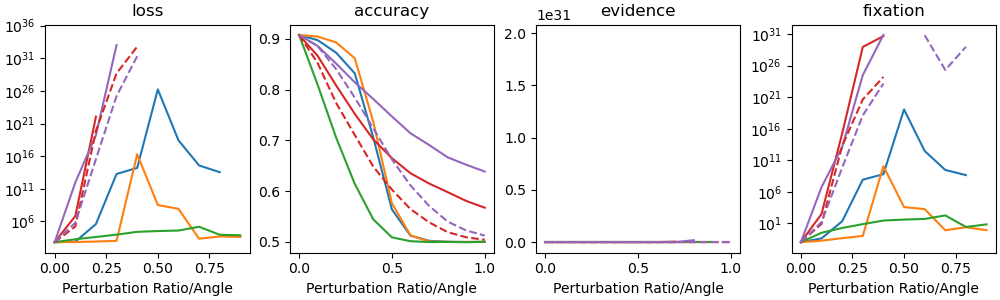 loss
10^36
10^31
10^26
10^21
10^16
10^11
10^6
0.00 0.25 0.50 0.75
Perturbation Ratio/Angle
accuracy
0.9
0.8
0.7
0.6
0.5
0.0 0.5 1.0
Perturbation Ratio/Angle
evidence
1e31
2.0
1.5
1.0
0.5
0.0
0.0 0.5 1.0
Perturbation Ratio/Angle
fixation
10^31
10^26
10^21
10^16
10^11
10^6
10^1
0.00 0.25 0.50 0.75
Perturbation Ratio/Angle